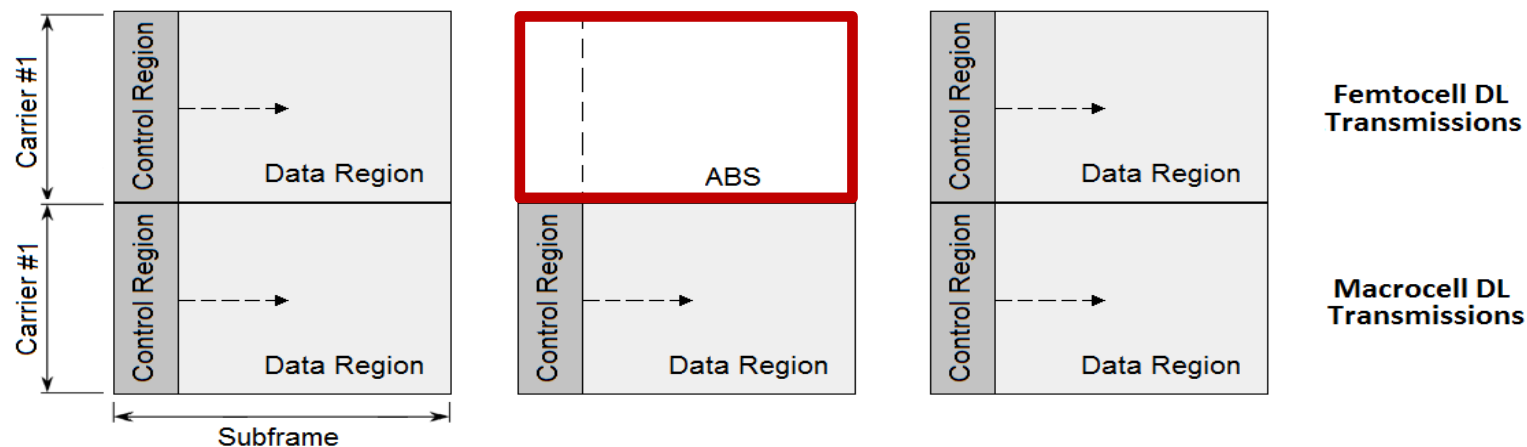 Carrier #1
Control Region
Data Region
ABS
Control Region
Data Region
Femtocell DL
Transmissions
Carrier #1
Control Region
Data Region
Control Region
Data Region
Control Region
Data Region
Macrocell DL
Transmissions
Subframe